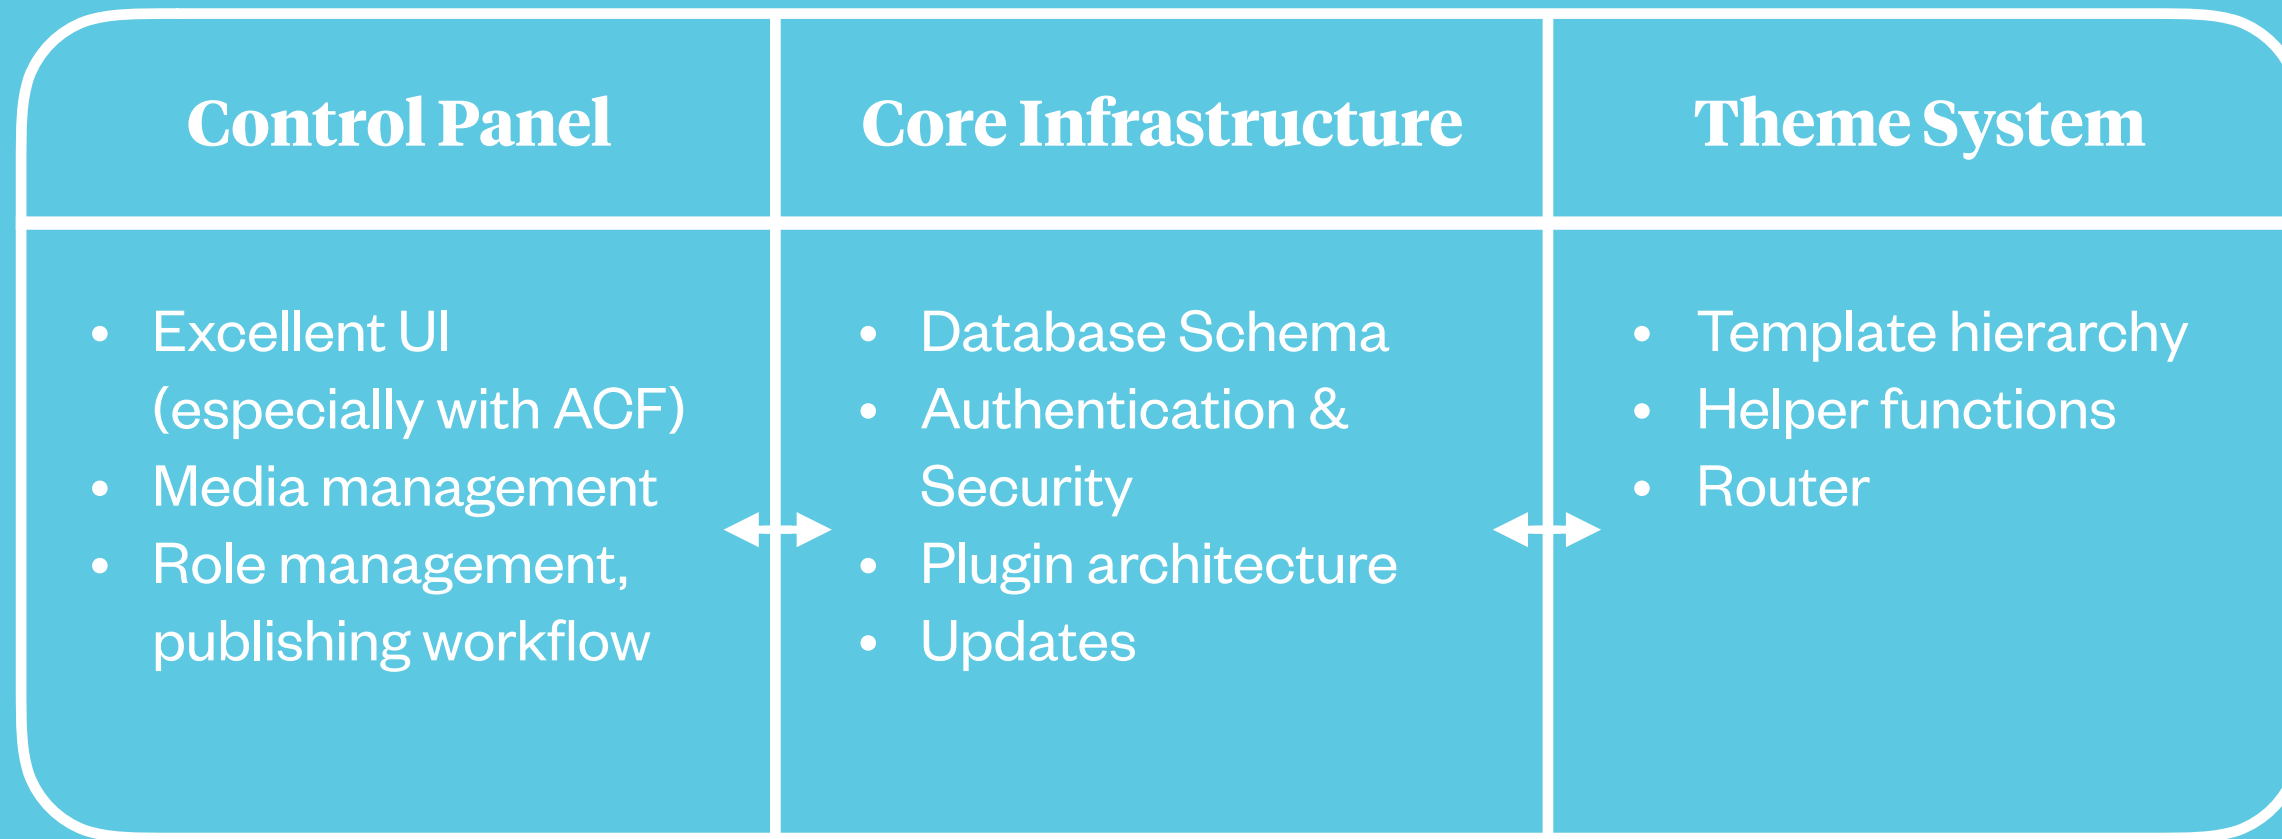 Control Panel
Core Infrastructure
Theme System
• Excellent UI
(especially with ACF)
• Media management
• Role management,
publishing workflow
• Database Schema
• Authentication &
Security
• Plugin architecture
• Updates
• Template hierarchy
• Helper functions
• Router